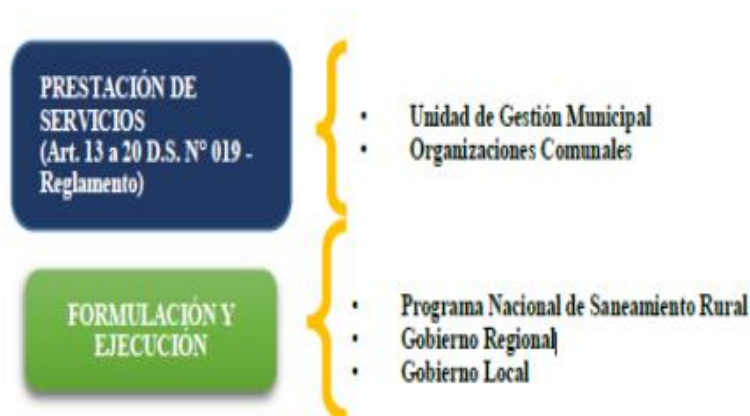 PRESTACIÓN DE
SERVICIOS
(Art. 13 a 20 D.S. N° 019 -
Reglamento)
• Unidad de Gestión Municipal
• Organizaciones Comunales
FORMULACIÓN Y
EJECUCIÓN
• Programa Nacional de Saneamiento Rural
• Gobierno Regional
• Gobierno Local